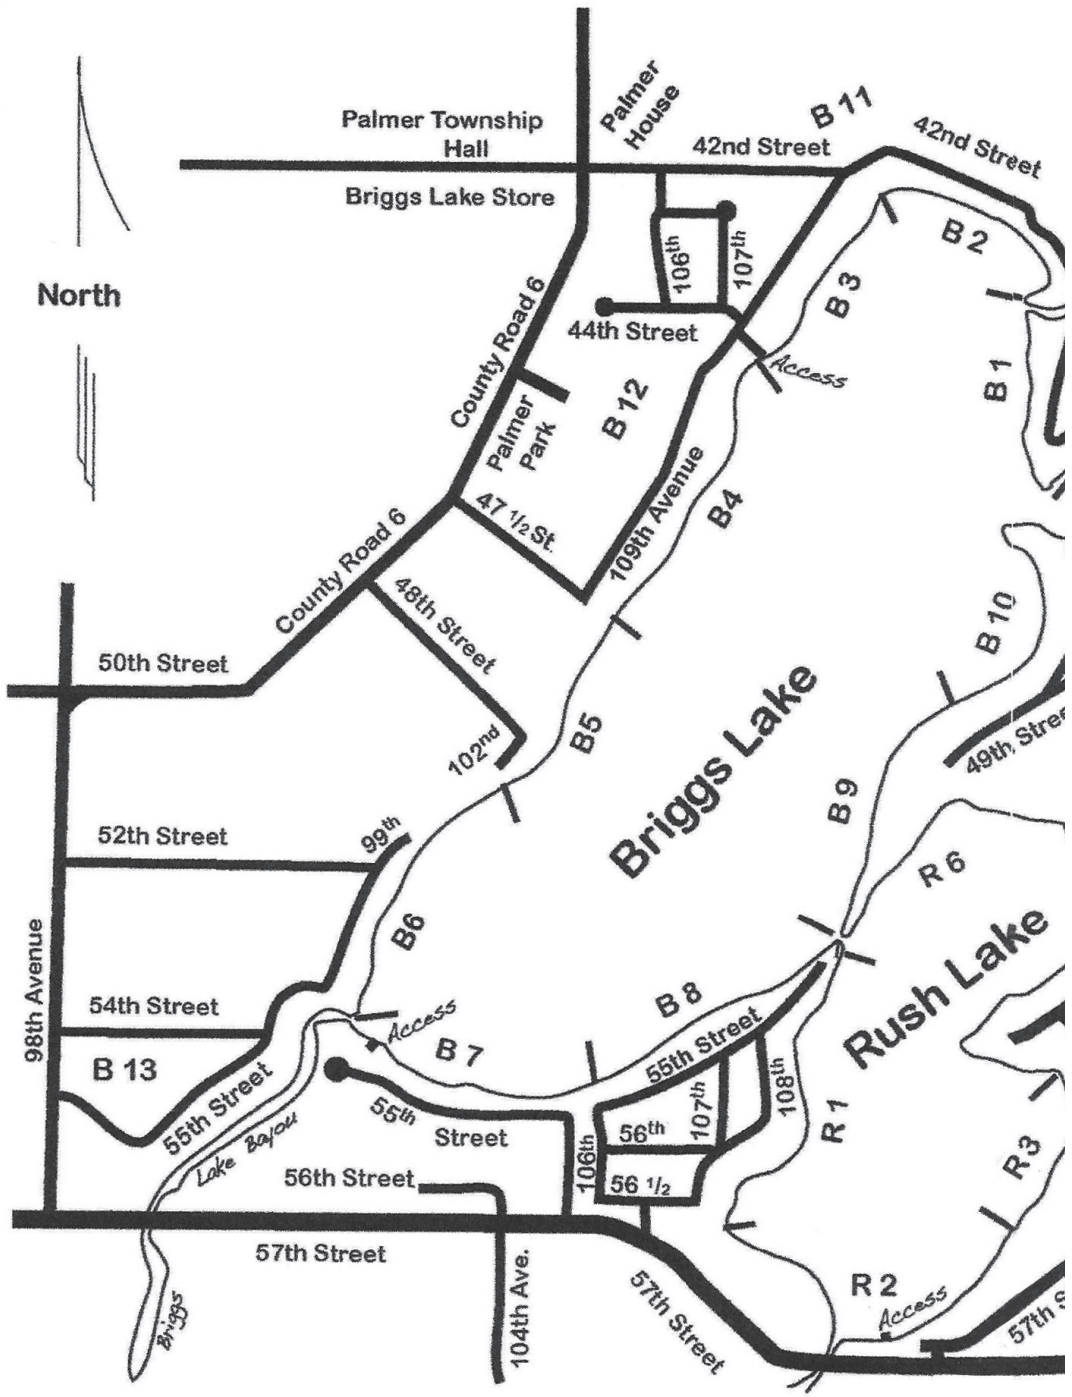 Palmer
House
B 11
Palmer Township
Hall
42nd Street
42nd Street
Briggs Lake Store
B 2
106th
107th
North
B 3
County Road 6
44th Street
Access
B 1
B 12
Palmer
Park
B4
47 1/2 St.
109th Avenue
County Road 6
48th Street
B 10
50th Street
Briggs Lake
B5
102nd
49th Stree
B 9
52th Street
99th
R 6
B6
98th Avenue
Rush Lake
54th Street
Access
B 8
B 7
B 13
55th Street
55th Street
55th
Street
107th
108th
R 1
Lake Bajou
56th
106th
R 3
56th Street
56 1/2
57th Street
R 2
Access
Briggs
104th Ave.
57th Street
57th S